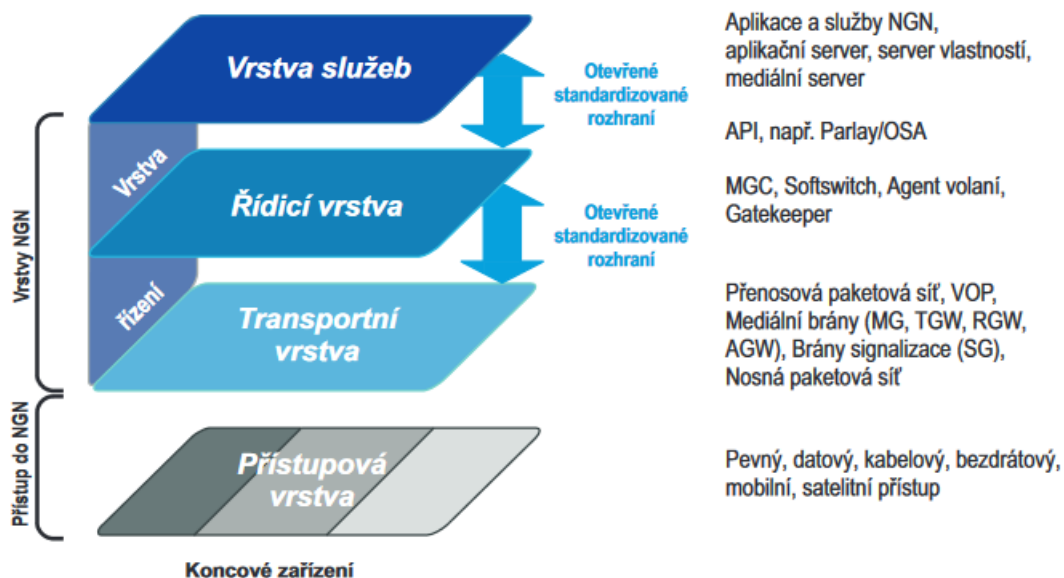 Vrstva služeb
Otevřené
standardizované
rozhraní
Aplikace a služby NGN,
aplikační server, server vlastností,
mediální server
API, např. Parlay/OSA
Vrstvy NGN
Vrstva
řízení
Řídicí vrstva
Otevřené
standardizované
rozhraní
MGC, Softswitch, Agent volaní,
Gatekeeper
Transportní
vrstva
Přenosová paketová síť, VOP,
Mediální brány (MG, TGW, RGW,
AGW), Brány signalizace (SG),
Nosná paketová síť
Přístup do NGN
Přístupová
vrstva
Pevný, datový, kabelový, bezdrátový,
mobilní, satelitní přístup
Koncové zařízení